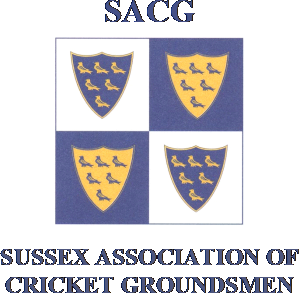 SACG
SUSSEX ASSOCIATION OF
CRICKET GROUNDSMEN